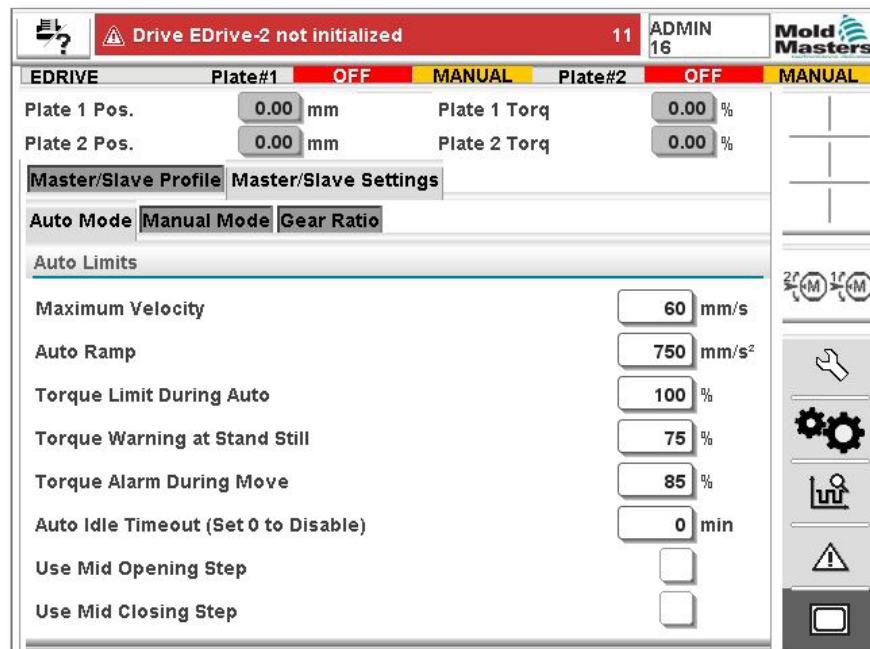 Drive EDrive-2 not initialized 11 ADMIN
16
Mold
Masters
EDRIVE Plate#1 OFF MANUAL Plate#2 OFF MANUAL
Plate 1 Pos. 0.00 mm Plate 1 Torq 0.00 %
Plate 2 Pos. 0.00 mm Plate 2 Torq 0.00 %
Master/Slave Profile Master/Slave Settings
Auto Mode Manual Mode Gear Ratio
Auto Limits
2 M 1 M
Maximum Velocity 60 mm/s
Auto Ramp 750 mm/s²
Torque Limit During Auto 100 %
Torque Warning at Stand Still 75 %
Torque Alarm During Move 85 %
Auto Idle Timeout (Set 0 to Disable) 0 min
Use Mid Opening Step
Use Mid Closing Step